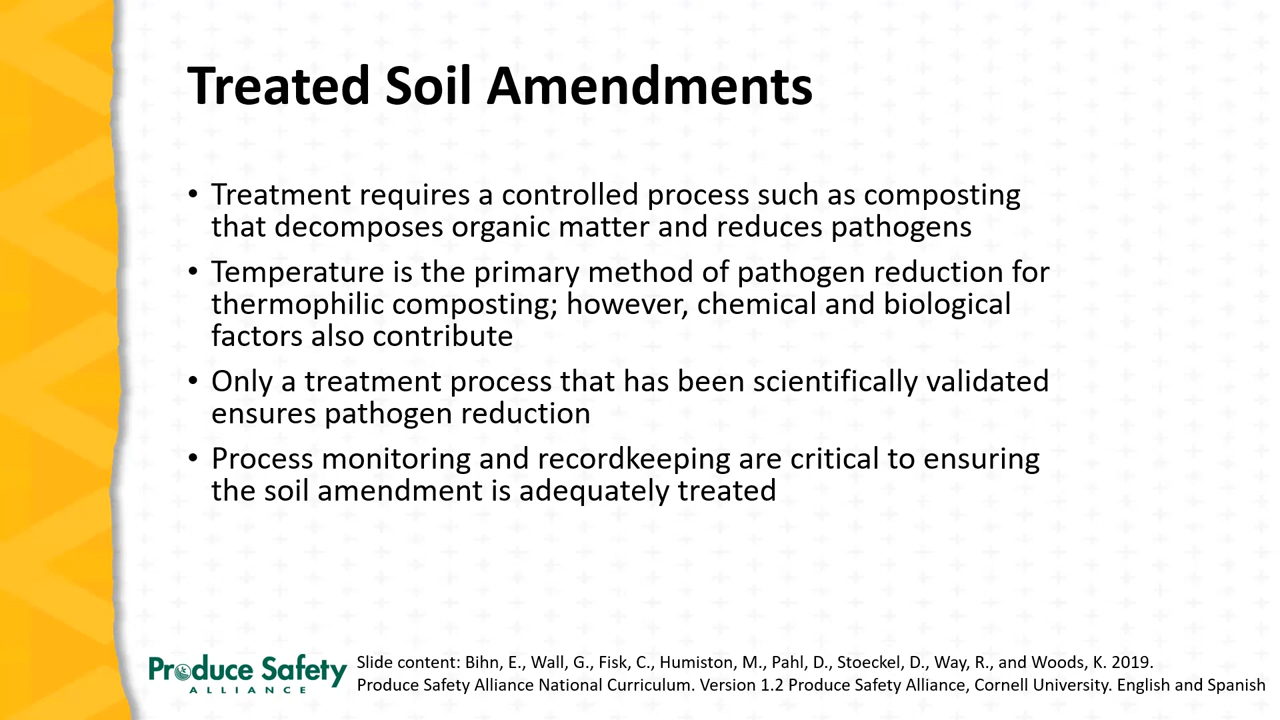 Treated Soil Amendments
• Treatment requires a controlled process such as composting
that decomposes organic matter and reduces pathogens
• Temperature is the primary method of pathogen reduction for
thermophilic composting; however, chemical and biological
factors also contribute
• Only a treatment process that has been scientifically validated
ensures pathogen reduction
• Process monitoring and recordkeeping are critical to ensuring
the soil amendment is adequately treated
Produce Safety
ALLIANCE
Slide content: Bihn, E., Wall, G., Fisk, C., Humiston, M., Pahl, D., Stoeckel, D., Way, R., and Woods, K. 2019.
Produce Safety Alliance National Curriculum. Version 1.2 Produce Safety Alliance, Cornell University. English and Spanish